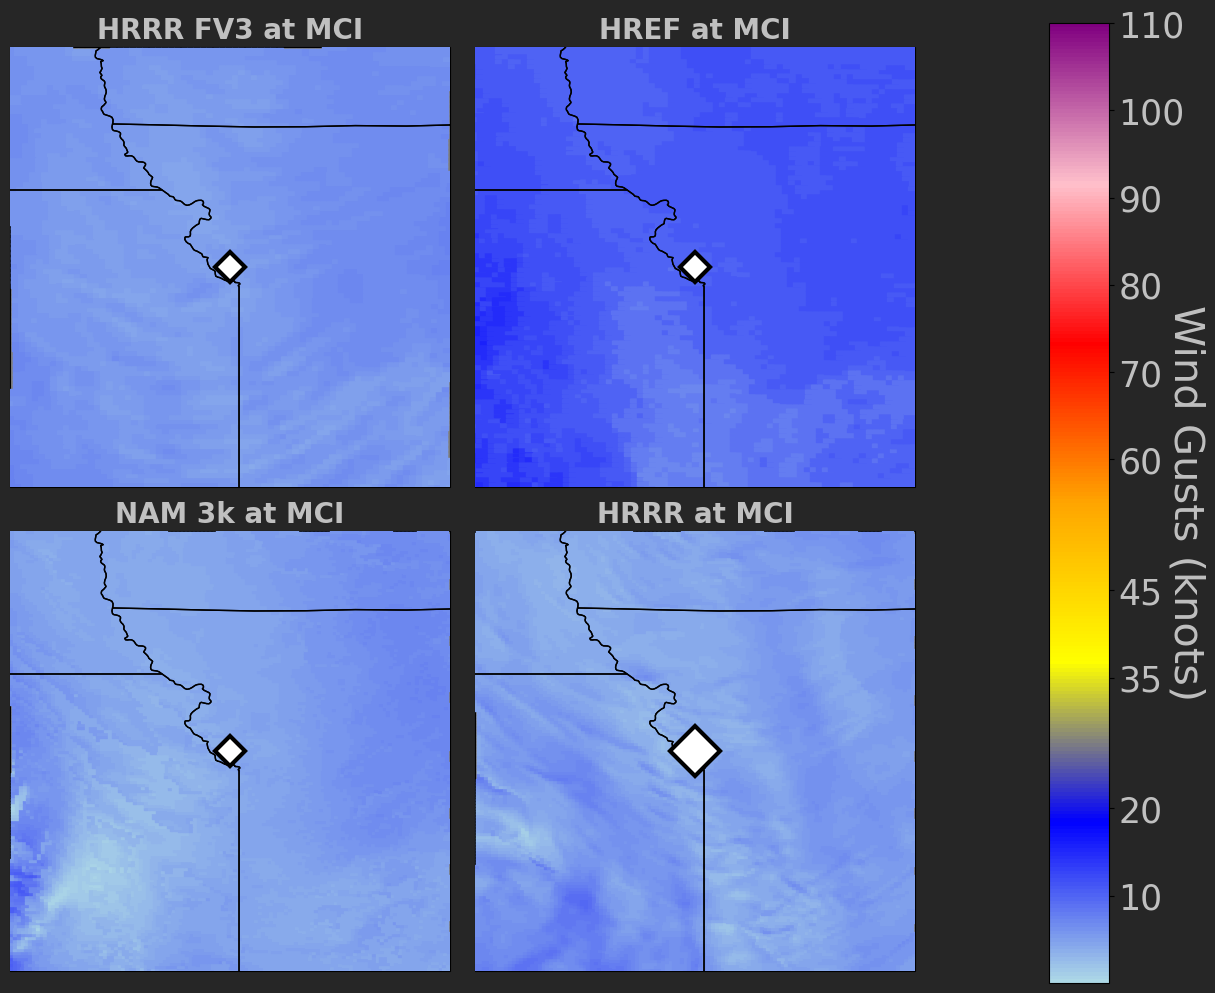 HRRR FV3 at MCI
HREF at MCI
NAM 3k at MCI
HRRR at MCI
110
100
90
80
70
60
45
35
20
10
Wind Gusts (knots)